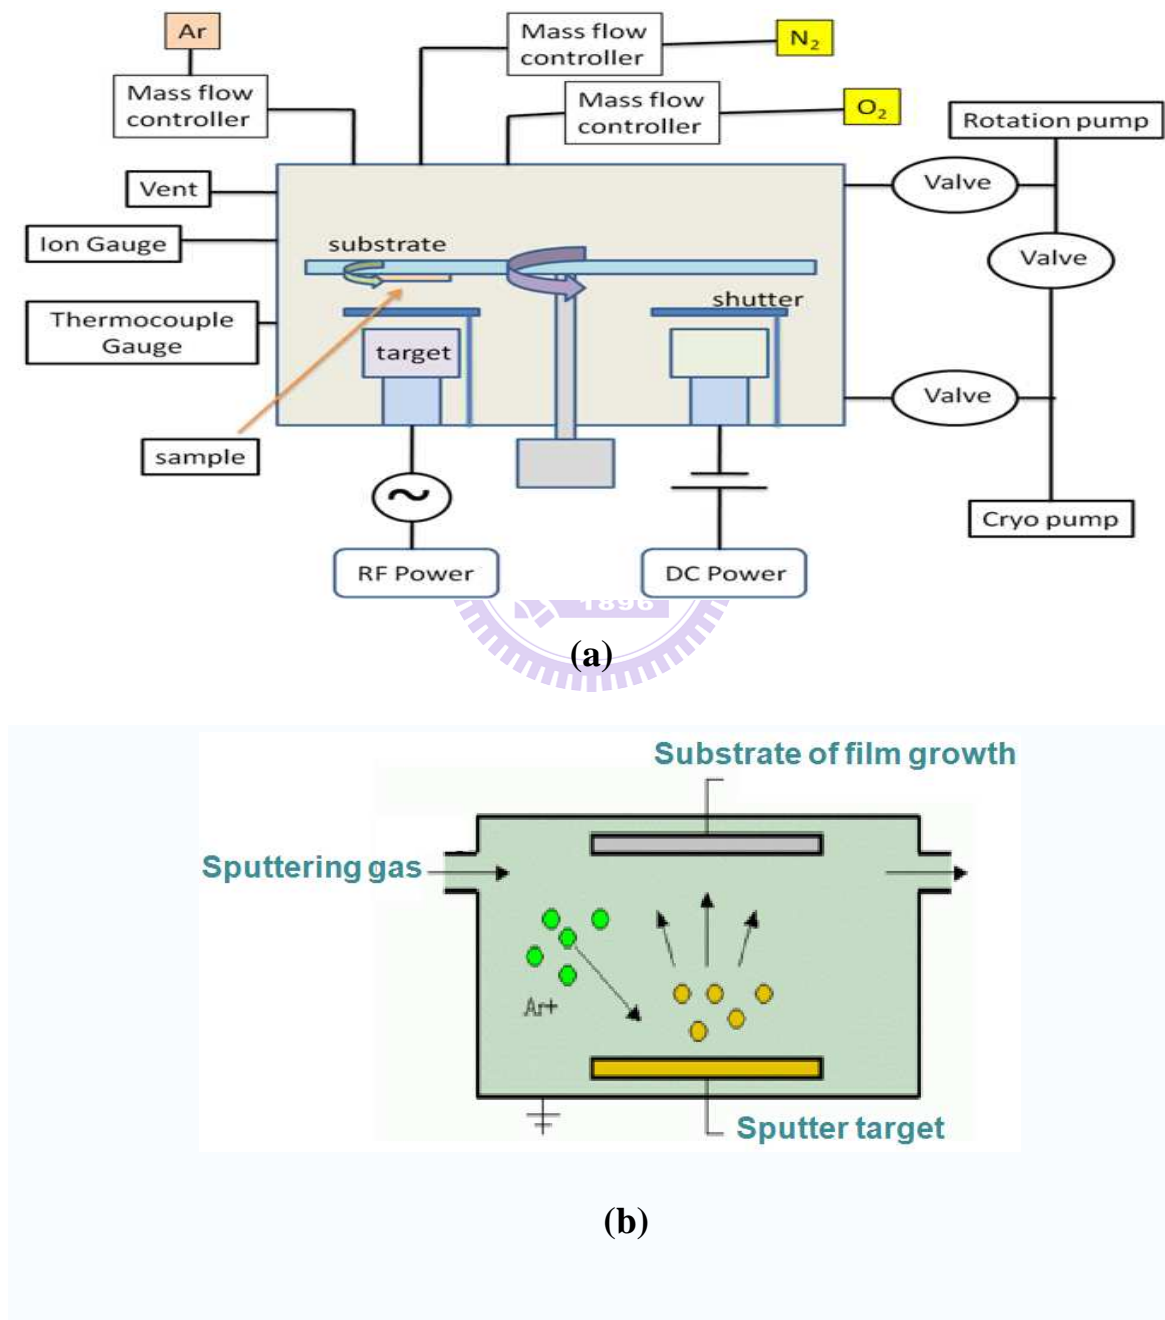 Ar
Mass flow
controller
Mass flow
controller
N₂
Mass flow
controller
O₂
Rotation pump
Vent
Valve
Ion Gauge
substrate
Valve
Thermocouple
Gauge
shutter
target
Valve
sample
~
Cryo pump
RF Power
DC Power
1896
(a)
Substrate of film growth
Sputtering gas
Ar+
Sputter target
(b)